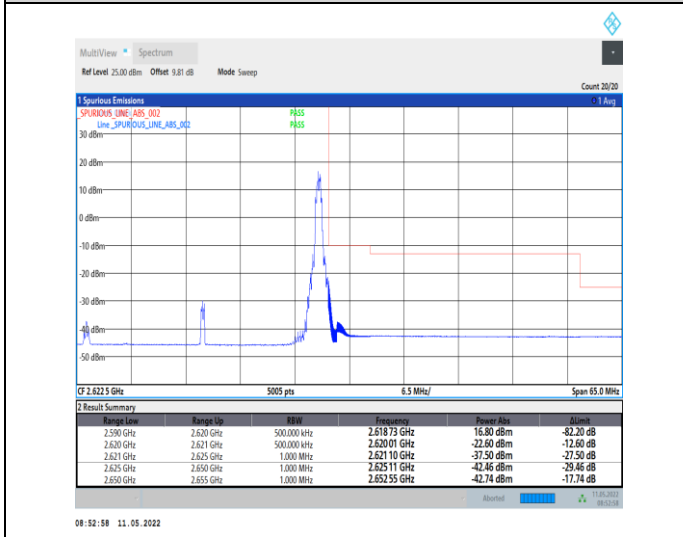 MultiView Spectrum
Ref Level 25.00 dBm Offset 9.81 dB Mode Sweep
Count 20/20
1 Spurious Emissions 1 Avg
_SPURIOUS_LINE_ABS_002 PASS
Line _SPURIOUS_LINE_ABS_002 PASS
30 dBm
20 dBm
10 dBm
0 dBm
-10 dBm
-20 dBm
-30 dBm
-40 dBm
-50 dBm
CF 2.622 5 GHz 5005 pts 6.5 MHz/ Span 65.0 MHz
2 Result Summary
Range Low Range Up RBW Frequency Power Abs ΔLimit
2.590 GHz 2.620 GHz 500.000 kHz 2.618 73 GHz 16.80 dBm -82.20 dB
2.620 GHz 2.621 GHz 500.000 kHz 2.620 01 GHz -22.60 dBm -12.60 dB
2.621 GHz 2.625 GHz 1.000 MHz 2.621 10 GHz -37.50 dBm -27.50 dB
2.625 GHz 2.650 GHz 1.000 MHz 2.625 11 GHz -42.46 dBm -29.46 dB
2.650 GHz 2.655 GHz 1.000 MHz 2.652 55 GHz -42.74 dBm -17.74 dB
Aborted 11.05.2022
08:52:58
08:52:58 11.05.2022